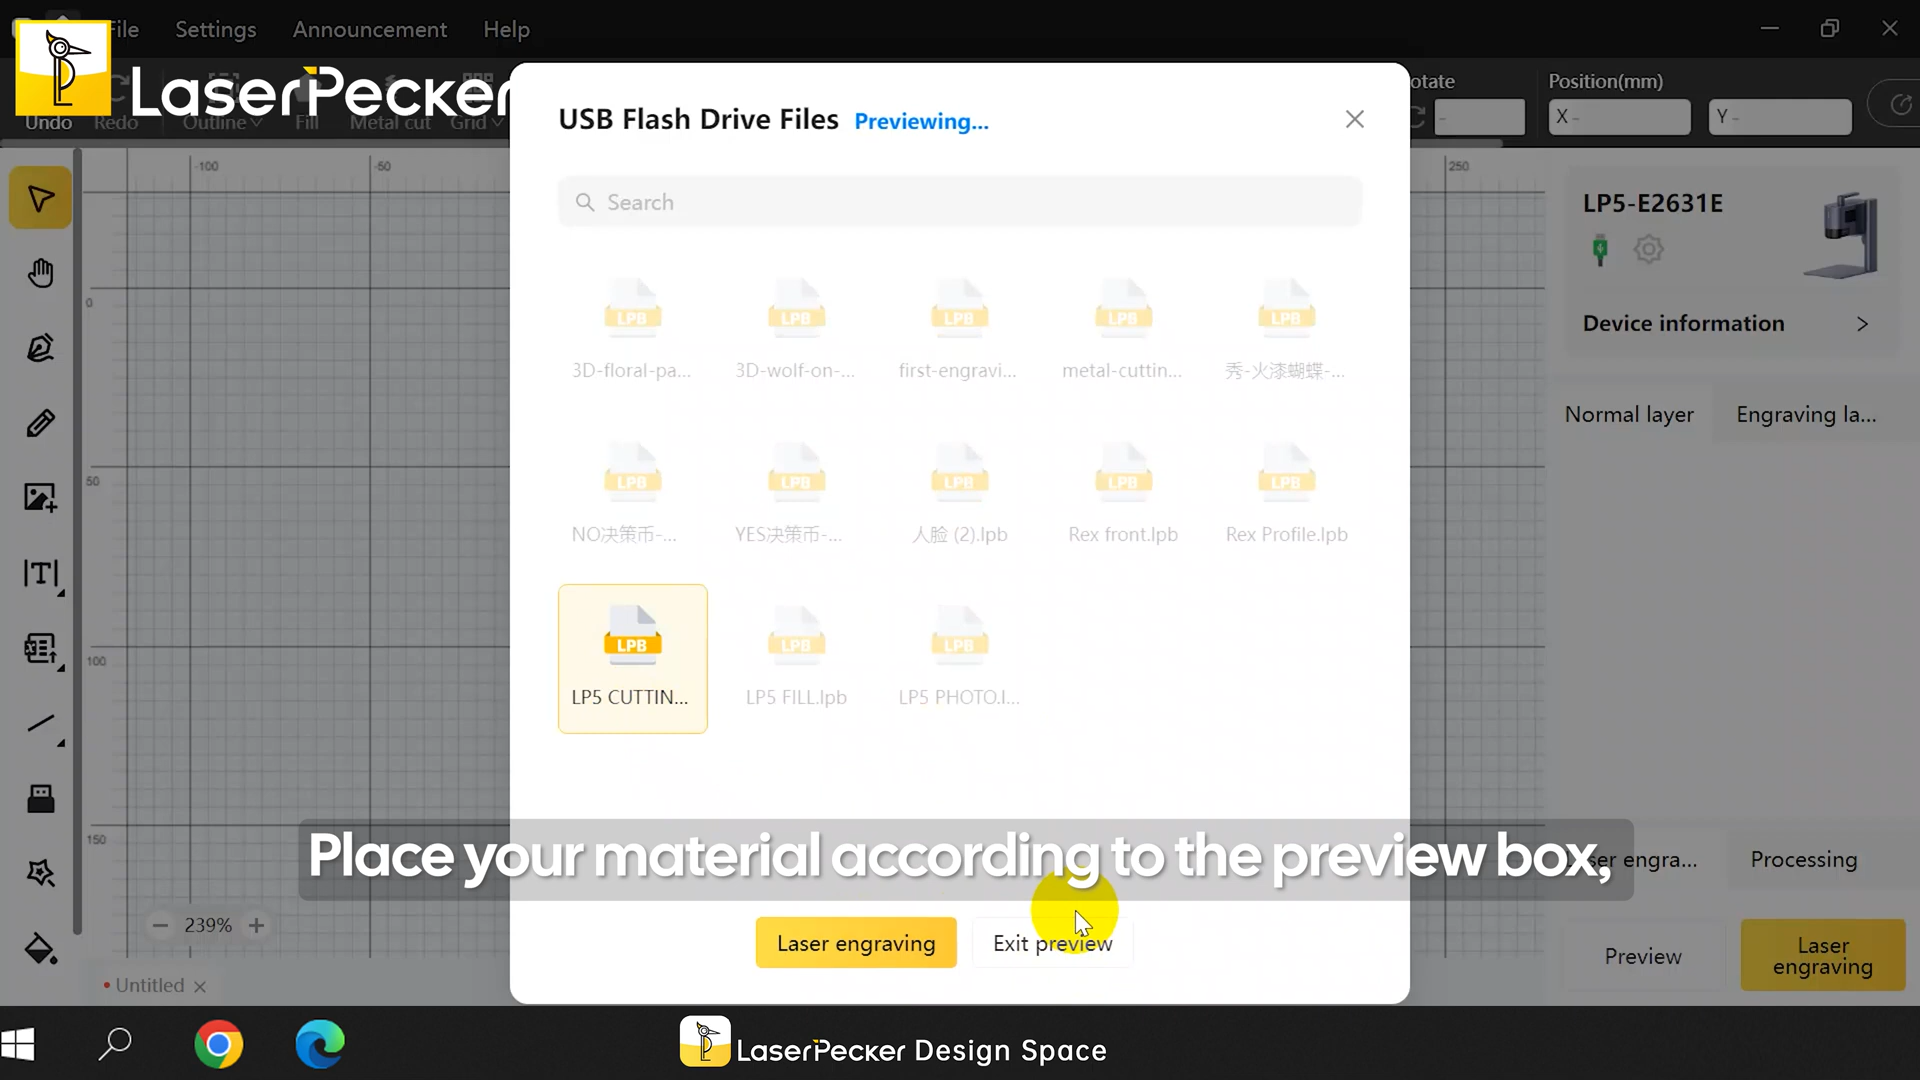 File Settings Announcement Help
LaserPecker
Undo Redo Outline Fill Metal cut Grid
otate
Position(mm)
-
X -
Y -
USB Flash Drive Files Previewing...
Search
-100 -50 250
0
50
100
150
LPB LPB LPB LPB LPB
3D-floral-pa... 3D-wolf-on-... first-engravi... metal-cuttin... 秀-火漆蝴蝶-...
LPB LPB LPB LPB LPB
NO决策币-... YES决策币-... 人脸 (2).lpb Rex front.lpb Rex Profile.lpb
LPB LPB LPB
LP5 CUTTIN... LP5 FILL.lpb LP5 PHOTO.l...
LP5-E2631E
Device information
Normal layer Engraving la...
Place your material according to the preview box,
ser engra... Processing
239%
Laser engraving Exit preview
Preview
Laser
engraving
Untitled
LaserPecker Design Space